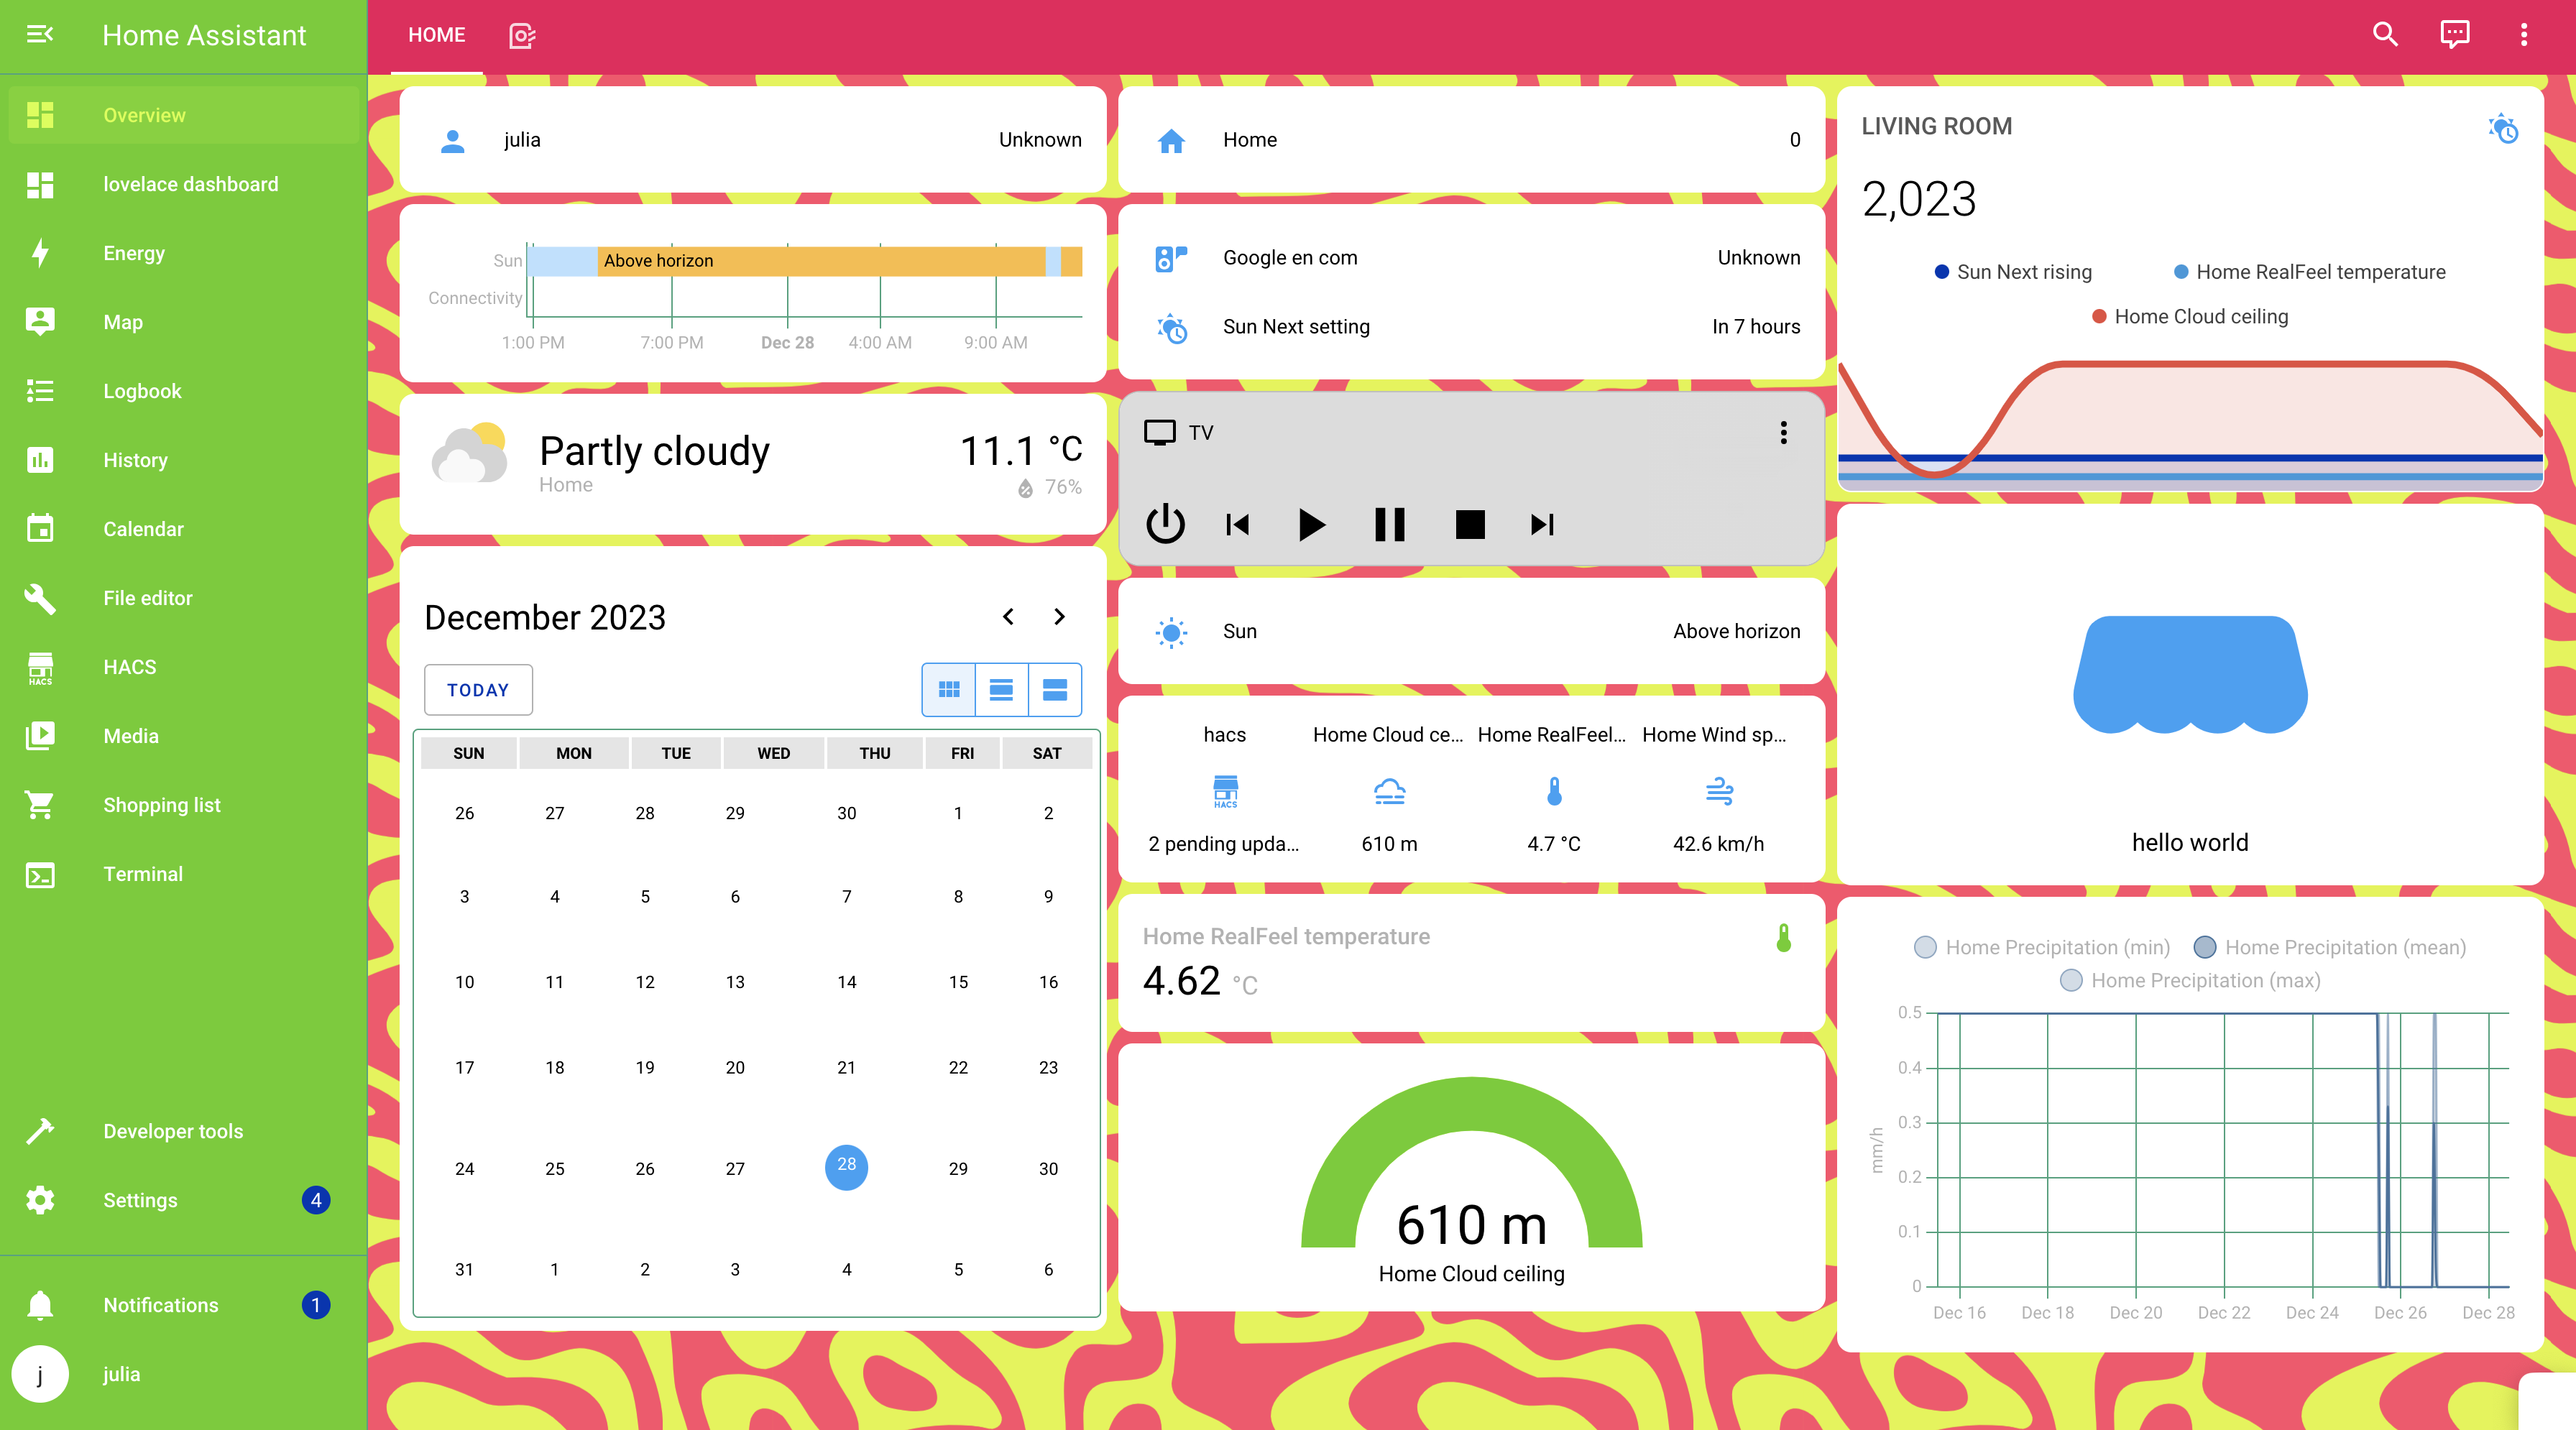 Home Assistant
Overview
lovelace dashboard
Energy
Map
Logbook
History
Calendar
File editor
HACS
HACS
Media
Shopping list
Terminal
Developer tools
Settings 4
Notifications 1
j julia
HOME
julia Unknown
Sun Above horizon
Connectivity
1:00 PM 7:00 PM Dec 28 4:00 AM 9:00 AM
Partly cloudy 11.1 °C
Home 76%
December 2023
TODAY
SUN MON TUE WED THU FRI SAT
26 27 28 29 30 1 2
3 4 5 6 7 8 9
10 11 12 13 14 15 16
17 18 19 20 21 22 23
24 25 26 27 28 29 30
31 1 2 3 4 5 6
Home 0
Google en com Unknown
Sun Next setting In 7 hours
TV
Sun Above horizon
hacs Home Cloud ce... Home RealFeel... Home Wind sp...
HACS
2 pending upda... 610 m 4.7 °C 42.6 km/h
Home RealFeel temperature
4.62 °C
610 m
Home Cloud ceiling
LIVING ROOM
2,023
Sun Next rising Home RealFeel temperature
Home Cloud ceiling
hello world
Home Precipitation (min) Home Precipitation (mean)
Home Precipitation (max)
mm/h
0.5
0.4
0.3
0.2
0.1
0
Dec 16 Dec 18 Dec 20 Dec 22 Dec 24 Dec 26 Dec 28